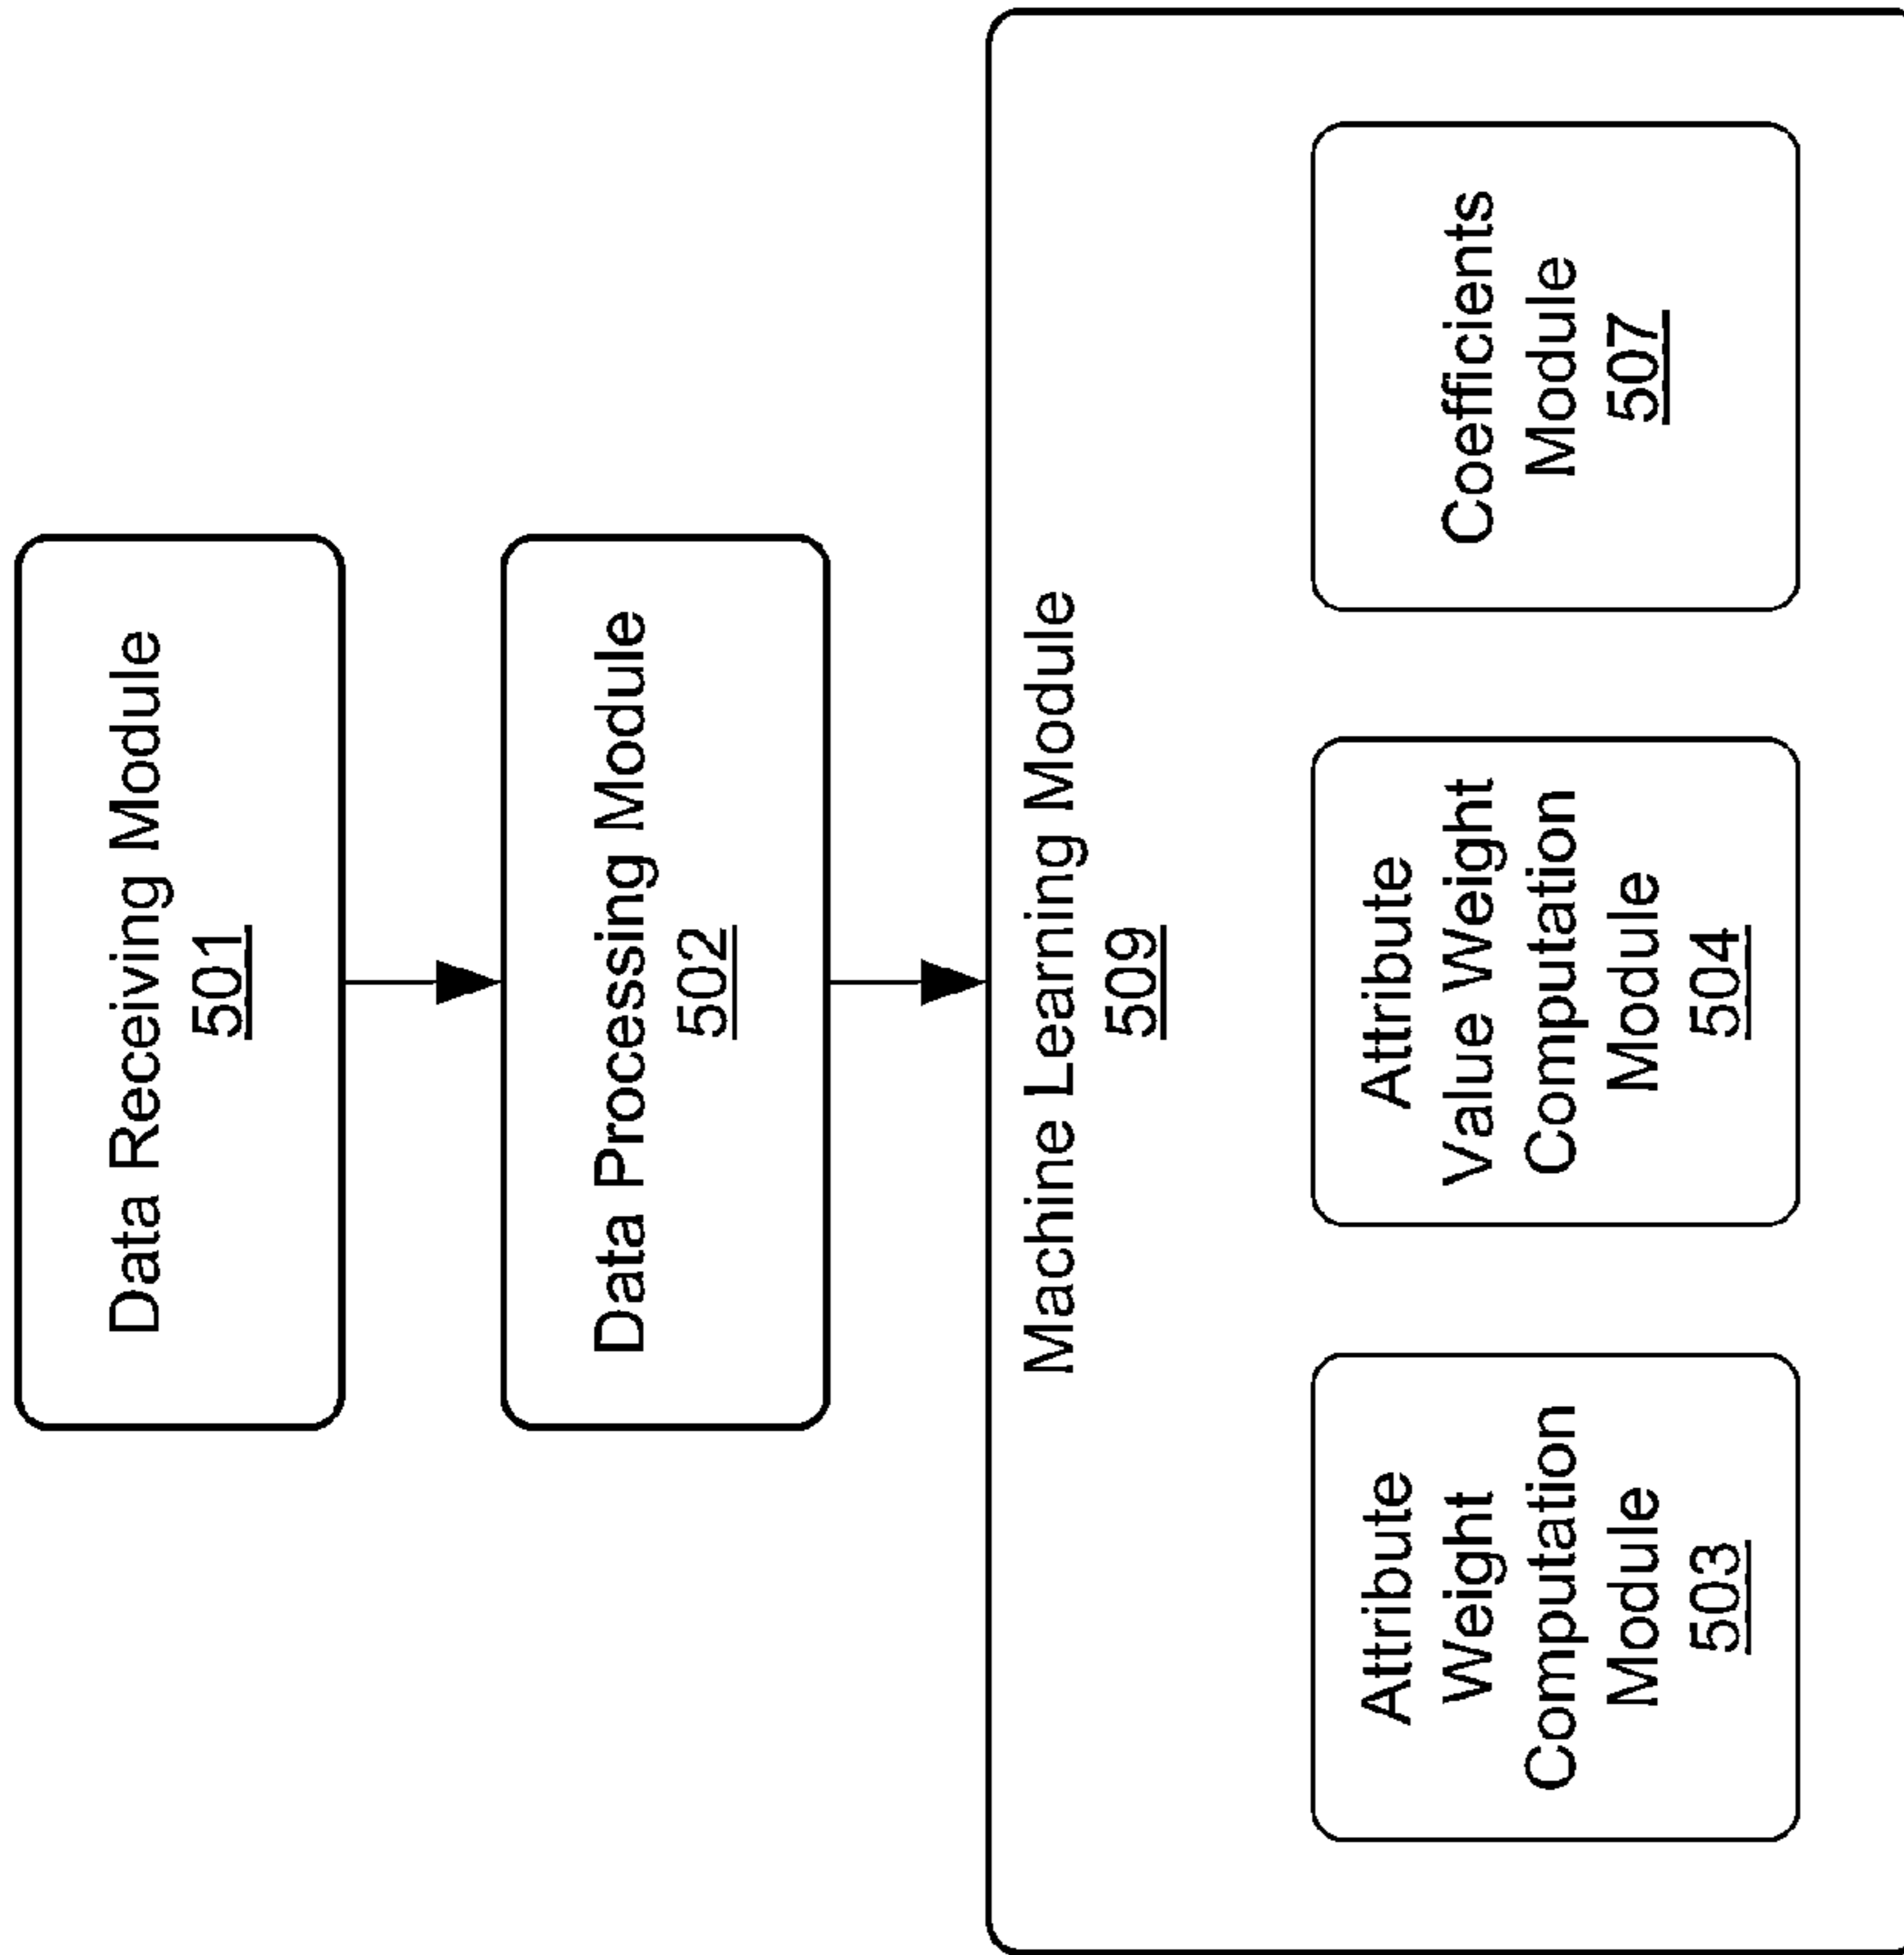 Data Receiving Module
501
Data Processing Module
502
Machine Learning Module
509
Attribute
Weight
Computation
Module
503
Attribute
Value Weight
Computation
Module
504
Coefficients
Module
507